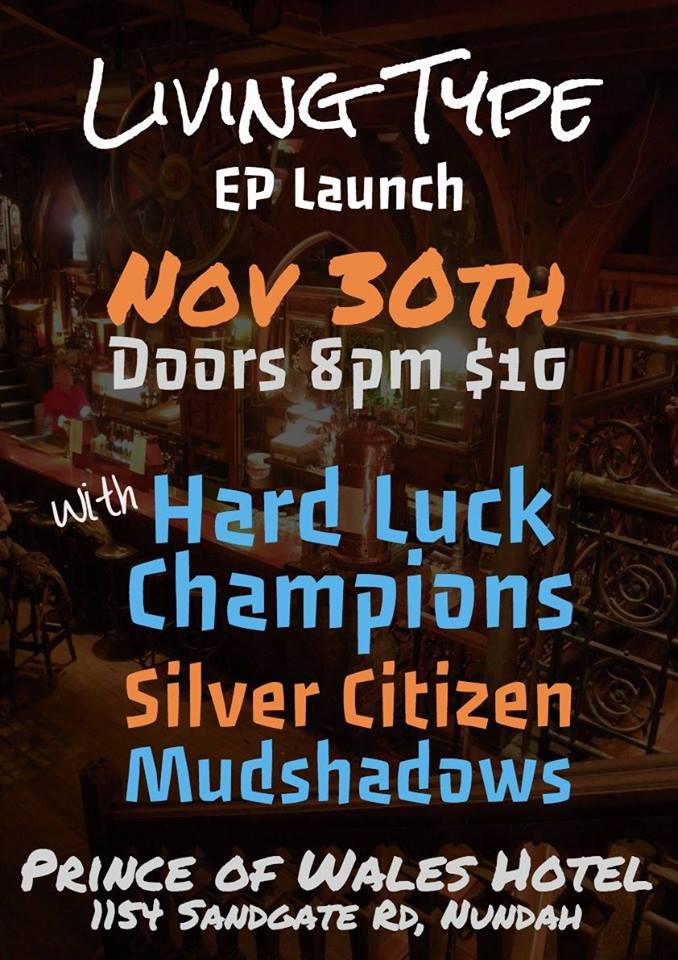 Living Type
EP Launch
Nov 30th
Doors 8pm $10
with Hard Luck
Champions
Silver Citizen
Mudshadows
Prince of Wales Hotel
1154 Sandgate Rd, Nundah